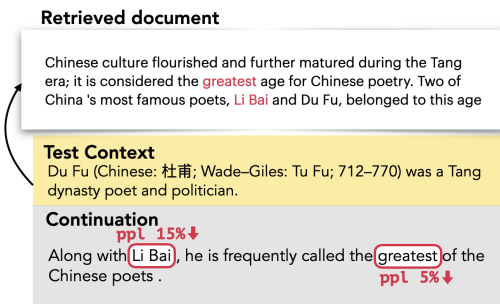 Retrieved document
Chinese culture flourished and further matured during the Tang
era; it is considered the greatest age for Chinese poetry. Two of
China 's most famous poets, Li Bai and Du Fu, belonged to this age
Test Context
Du Fu (Chinese: 杜甫; Wade–Giles: Tu Fu; 712–770) was a Tang
dynasty poet and politician.
Continuation
ppl 15%⬇
Along with Li Bai, he is frequently called the greatest of the
Chinese poets .
ppl 5%⬇